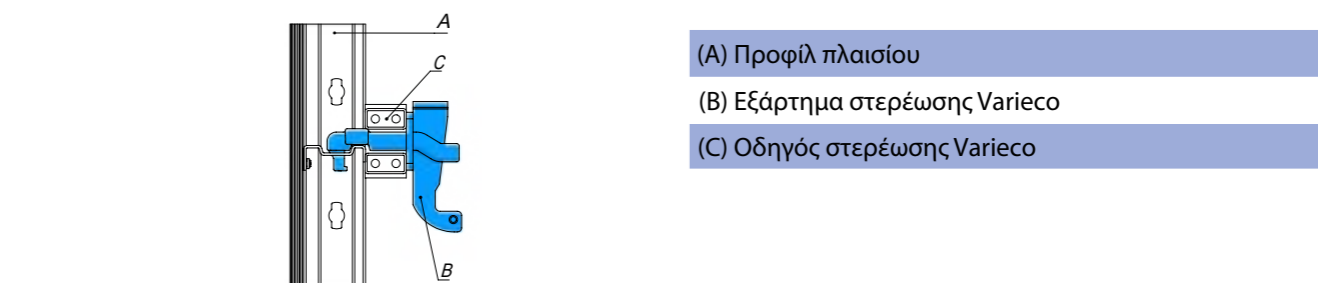 A
C
B
(A) Προφίλ πλαισίου
(B) Εξάρτημα στερέωσης Varieco
(C) Οδηγός στερέωσης Varieco